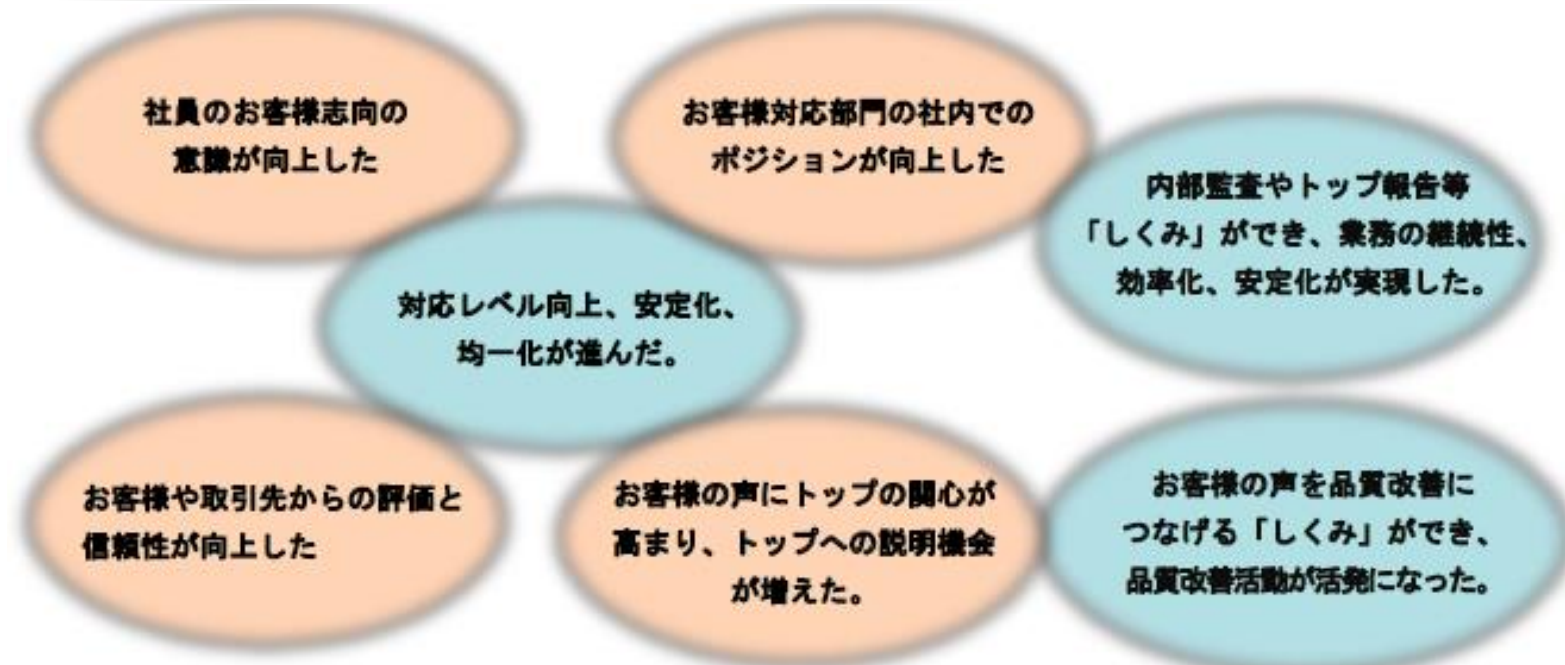 社員のお客様志向の
意識が向上した
お客様対応部門の社内での
ポジションが向上した
内部監査やトップ報告等
「しくみ」ができ、業務の継続性、
効率化、安定化が実現した。
対応レベル向上、安定化、
均一化が進んだ。
お客様や取引先からの評価と
信頼性が向上した
お客様の声にトップの関心が
高まり、トップへの説明機会
が増えた。
お客様の声を品質改善に
つなげる「しくみ」ができ、
品質改善活動が活発になった。